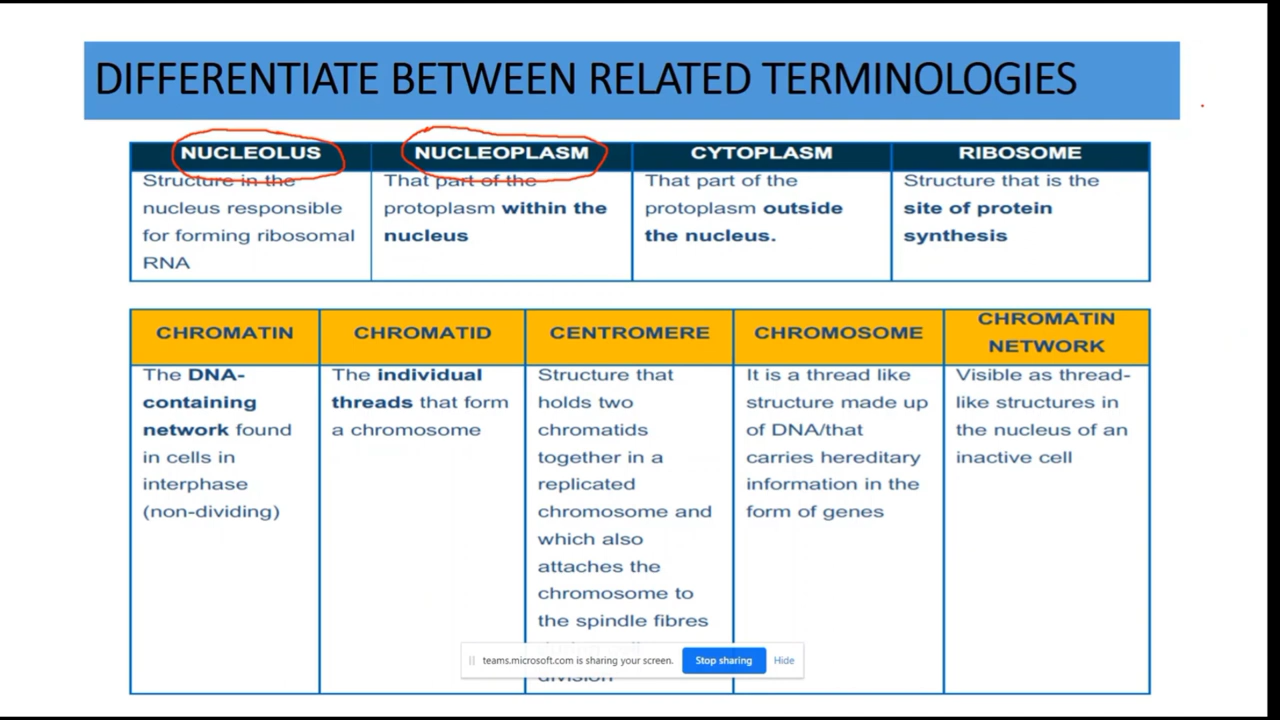 DIFFERENTIATE BETWEEN RELATED TERMINOLOGIES
NUCLEOLUS
Structure in the
nucleus responsible
for forming ribosomal
RNA
NUCLEOPLASM
That part of the
protoplasm within the
nucleus
CYTOPLASM
That part of the
protoplasm outside
the nucleus.
RIBOSOME
Structure that is the
site of protein
synthesis
CHROMATIN
The DNA-
containing
network found
in cells in
interphase
(non-dividing)
CHROMATID
The individual
threads that form
a chromosome
CENTROMERE
Structure that
holds two
chromatids
together in a
replicated
chromosome and
which also
attaches the
chromosome to
the spindle fibres
division
CHROMOSOME
It is a thread like
structure made up
of DNA/that
carries hereditary
information in the
form of genes
CHROMATIN
NETWORK
Visible as thread-
like structures in
the nucleus of an
inactive cell
teams.microsoft.com is sharing your screen.
Stop sharing
Hide